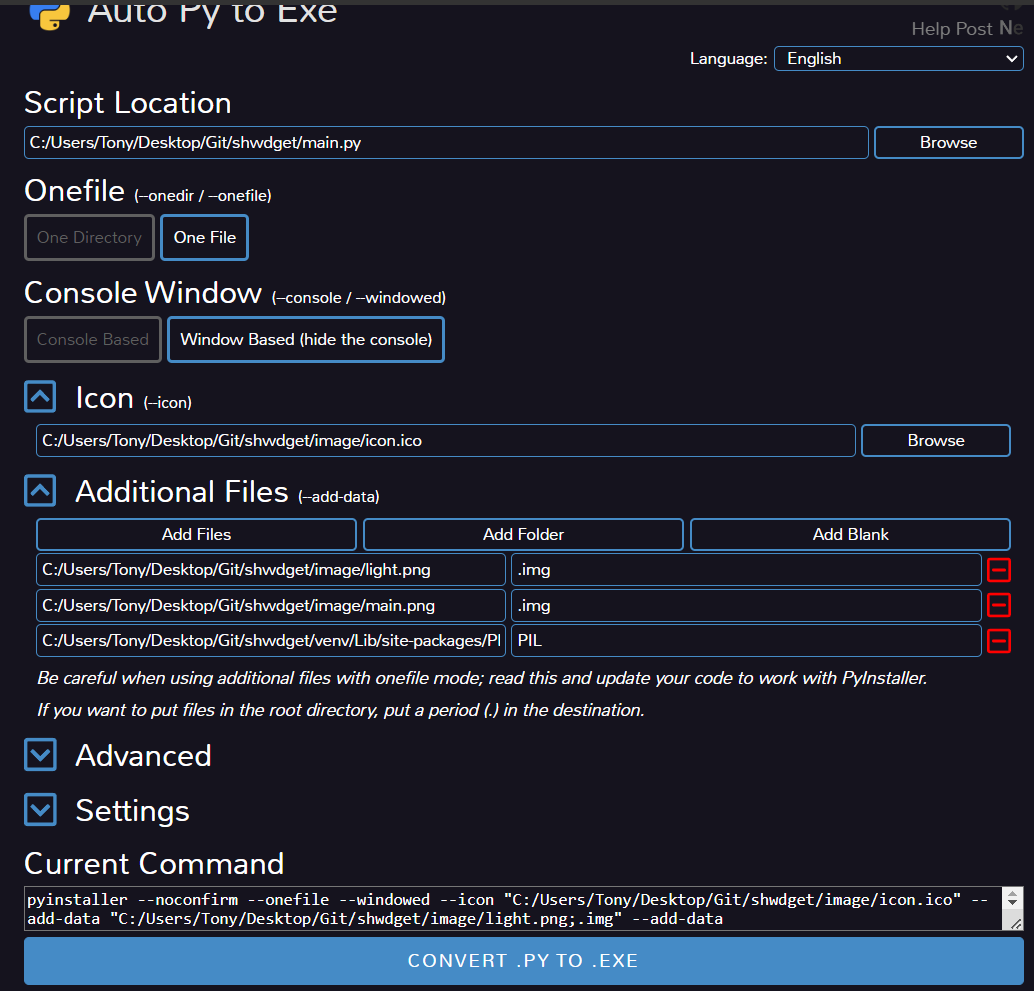 Auto Py to Exe
Help Post Ne
Language: English
Script Location
C:/Users/Tony/Desktop/Git/shwdget/main.py Browse
Onefile (--onedir / --onefile)
One Directory One File
Console Window (--console / --windowed)
Console Based Window Based (hide the console)
Icon (--icon)
C:/Users/Tony/Desktop/Git/shwdget/image/icon.ico Browse
Additional Files (--add-data)
Add Files Add Folder Add Blank
C:/Users/Tony/Desktop/Git/shwdget/image/light.png .img
C:/Users/Tony/Desktop/Git/shwdget/image/main.png .img
C:/Users/Tony/Desktop/Git/shwdget/venv/Lib/site-packages/PI PIL
Be careful when using additional files with onefile mode; read this and update your code to work with PyInstaller.
If you want to put files in the root directory, put a period (.) in the destination.
Advanced
Settings
Current Command
pyinstaller --noconfirm --onefile --windowed --icon "C:/Users/Tony/Desktop/Git/shwdget/image/icon.ico" --
add-data "C:/Users/Tony/Desktop/Git/shwdget/image/light.png;.img" --add-data
CONVERT .PY TO .EXE